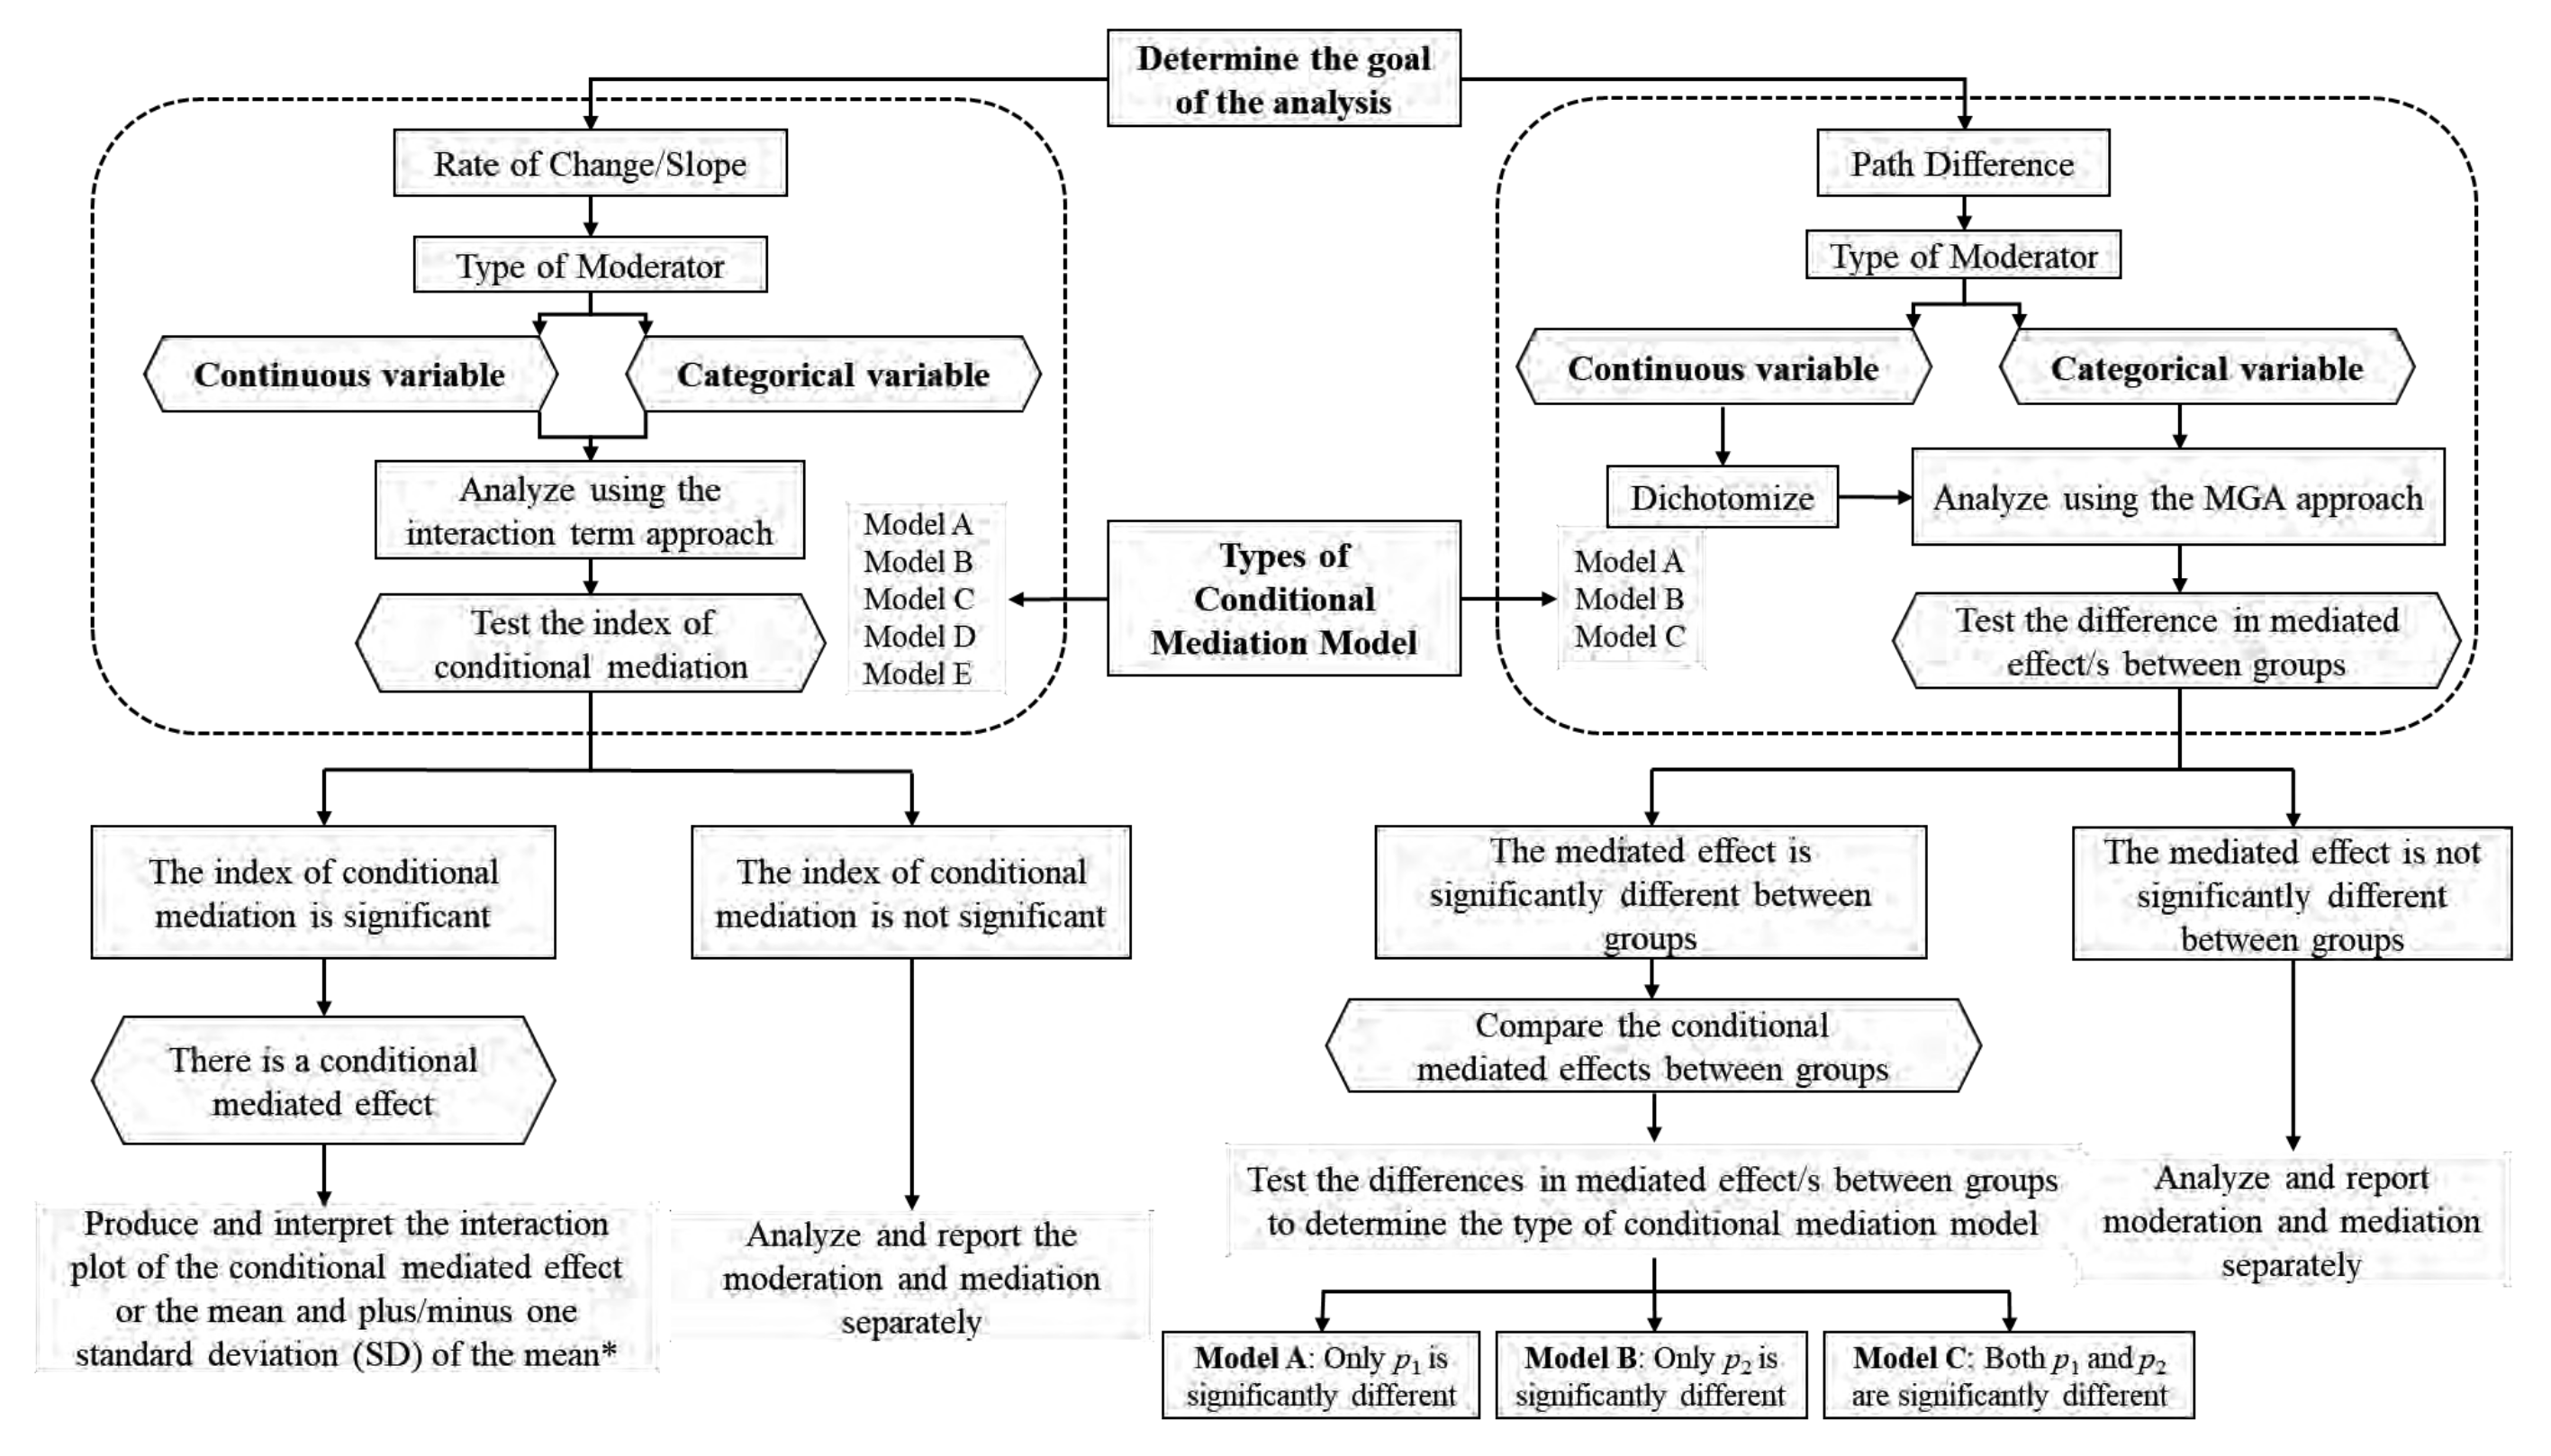 Determine the goal
of the analysis
Rate of Change/Slope
Type of Moderator
Continuous variable
Categorical variable
Analyze using the
interaction term approach
Test the index of
conditional mediation
Model A
Model B
Model C
Model D
Model E
Types of
Conditional
Mediation Model
Path Difference
Type of Moderator
Continuous variable
Categorical variable
Dichotomize
Analyze using the MGA approach
Model A
Model B
Model C
Test the difference in mediated
effect/s between groups
The index of conditional
mediation is significant
The index of conditional
mediation is not significant
There is a conditional
mediated effect
Produce and interpret the interaction
plot of the conditional mediated effect
or the mean and plus/minus one
standard deviation (SD) of the mean*
Analyze and report the
moderation and mediation
separately
The mediated effect is
significantly different between
groups
The mediated effect is not
significantly different
between groups
Compare the conditional
mediated effects between groups
Test the differences in mediated effect/s between groups
to determine the type of conditional mediation model
Analyze and report
moderation and mediation
separately
Model A: Only p₁ is
significantly different
Model B: Only p₂ is
significantly different
Model C: Both p₁ and p₂
are significantly different